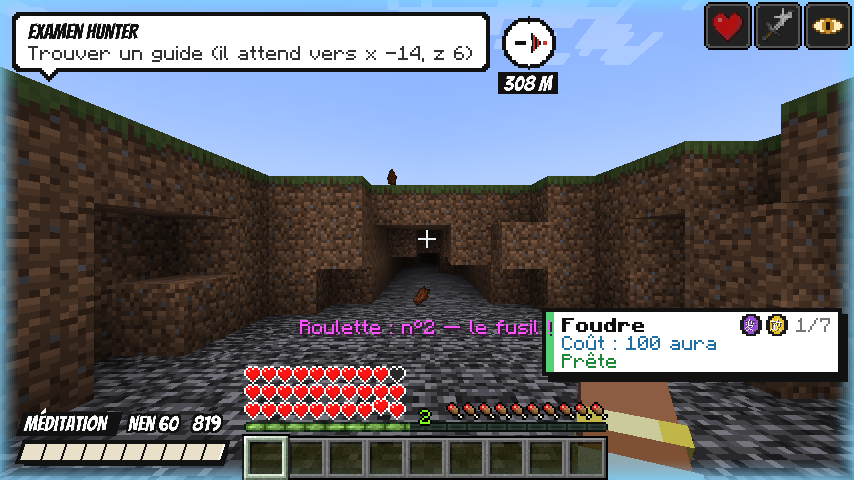 EXAMEN HUNTER
Trouver un guide (il attend vers x -14, z 6)
308 M
Roulette : n°2 — le fusil !
Foudre
1/7
Coût : 100 aura
Prête
MÉDITATION
NEN 60
819
2